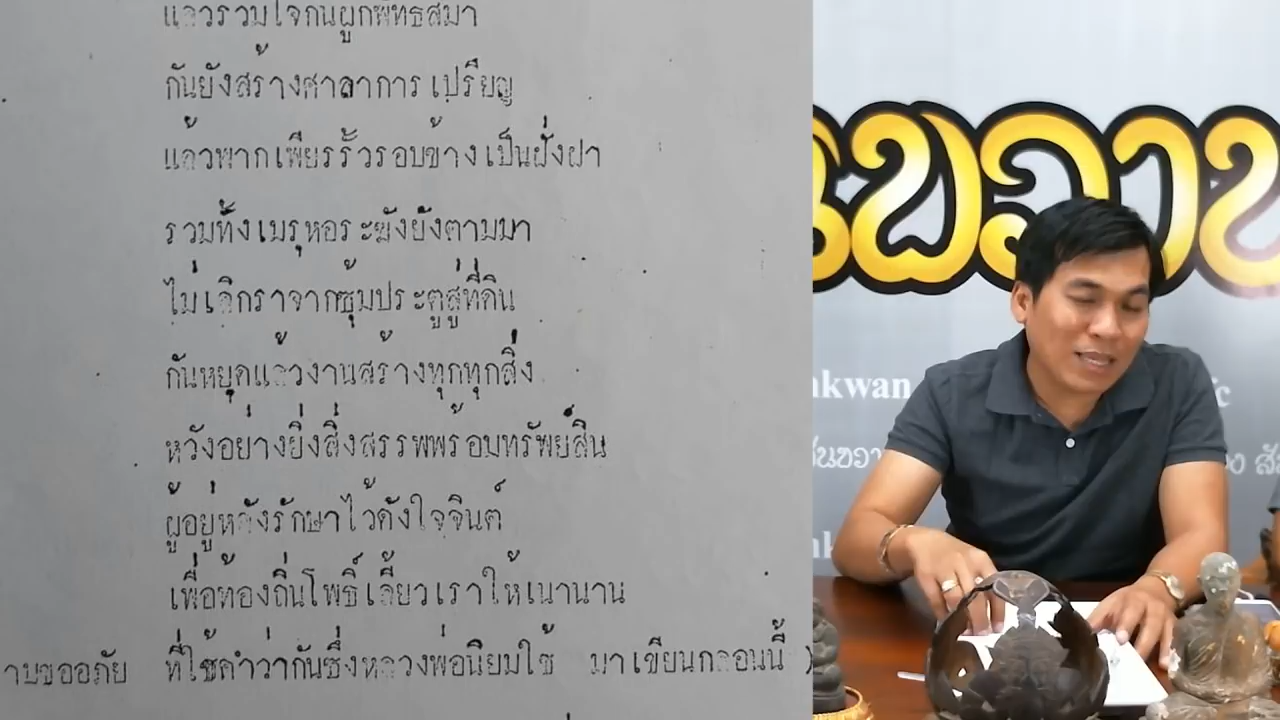 แล้วรวมใจกันผูกพัทธสีมา
กันยังสร้างศาลาการเปรียญ
แล้วพากเพียรรั้วรอบข้างเป็นฝั่งฝา
รวมทั้งเมรุหอระฆังยังตามมา
ไม่เลิกราจากซุ้มประตูสู่ที่ดิน
กันหยุดแล้วงานสร้างทุกทุกสิ่ง
หวังอย่างยิ่งสิ่งสรรพพร้อมทรัพย์สิน
ผู้อยู่หลังรักษาไว้ดังใจจินต์
เพื่อท้องถิ่นโพธิ์เลี้ยวเราให้เนานาน
ามขออภัย ที่ใช้คำว่ากันซึ่งหลวงพ่อนิยมใช้ มาเขียนกลอนนี้ )
ขวาน
akwan